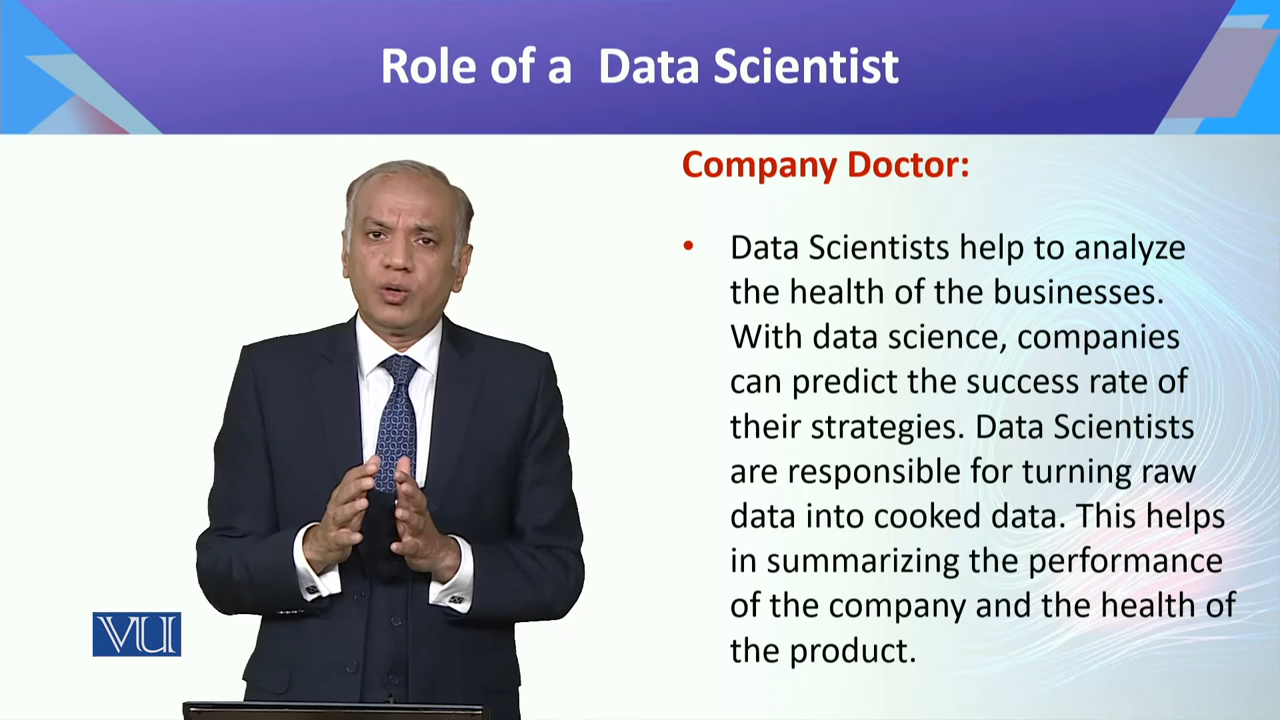 Role of a  Data Scientist
Company Doctor:
• Data Scientists help to analyze
the health of the businesses.
With data science, companies
can predict the success rate of
their strategies. Data Scientists
are responsible for turning raw
data into cooked data. This helps
in summarizing the performance
of the company and the health of
the product.
VU